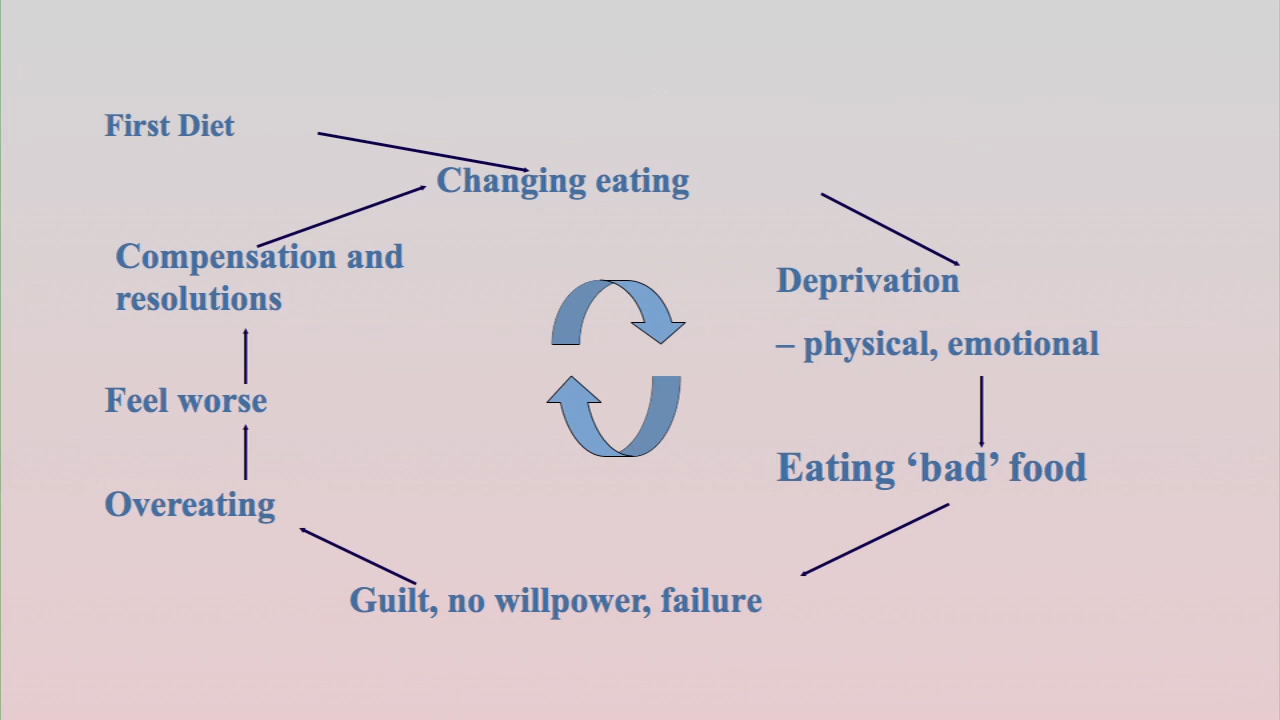 First Diet
Changing eating
Compensation and
resolutions
Deprivation
– physical, emotional
Feel worse
Eating ‘bad’ food
Overeating
Guilt, no willpower, failure